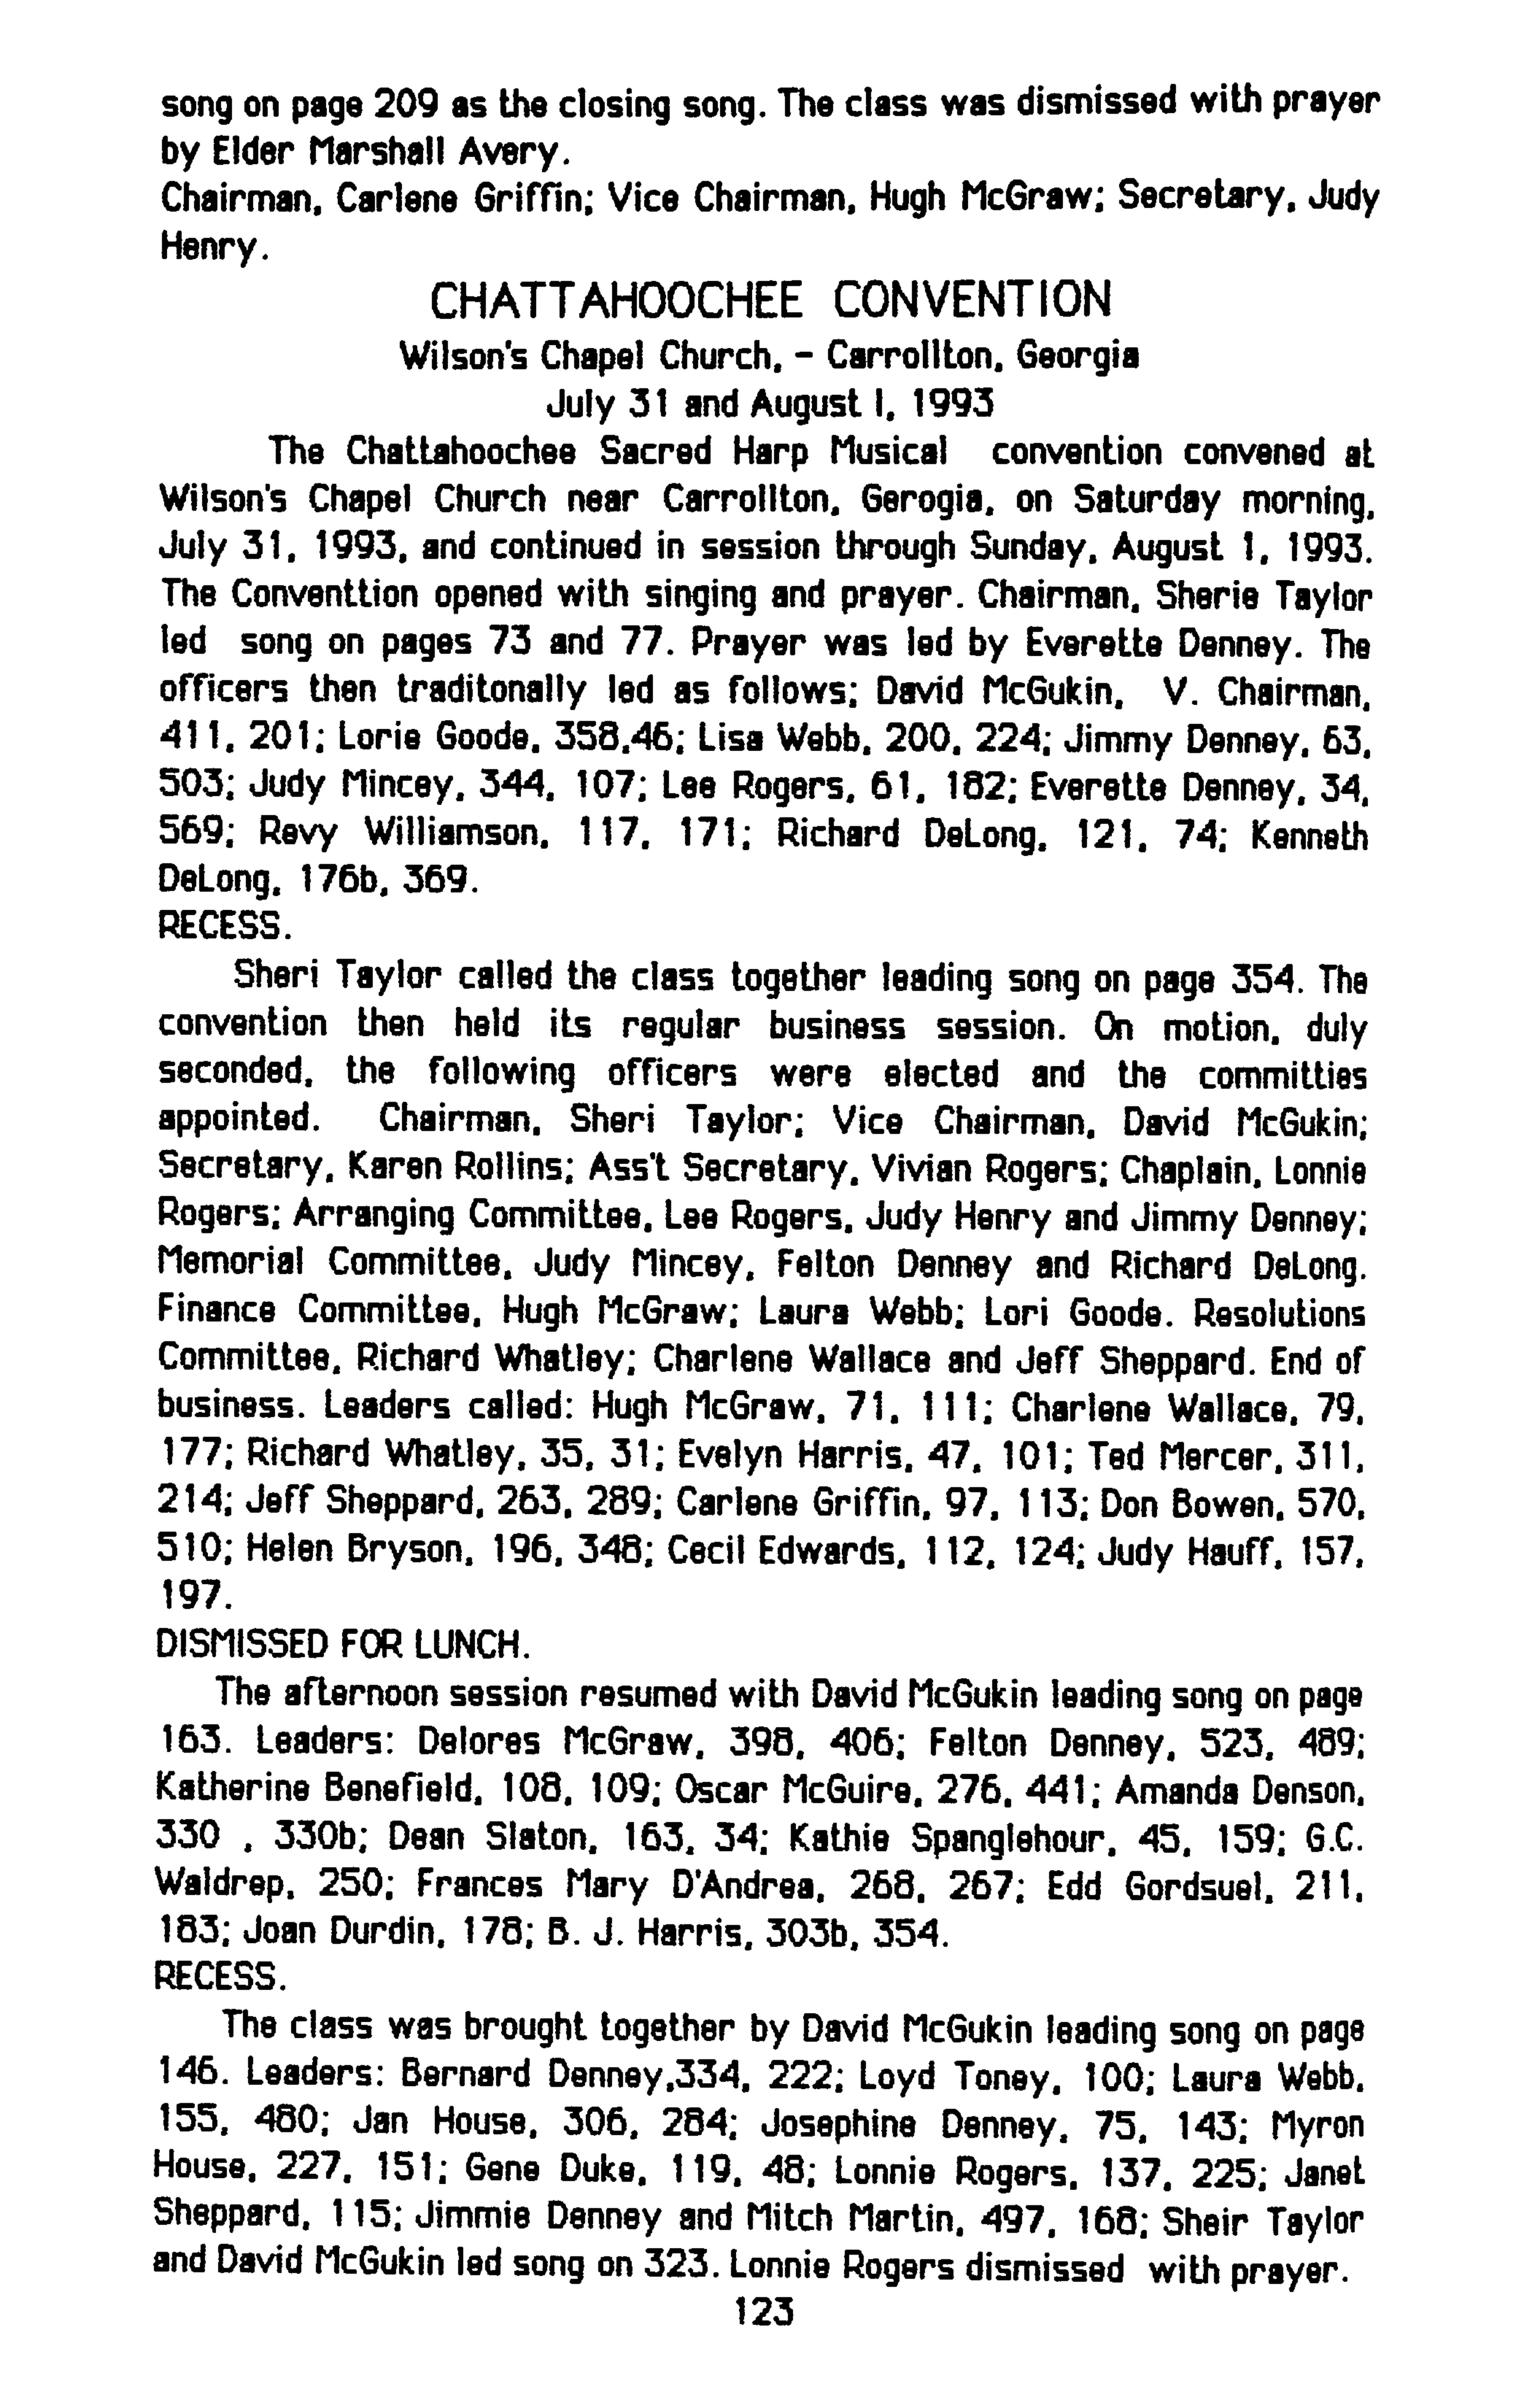 song on page 209 as the closing song. The class was dismissed with prayer
by Elder Marshall Avery.
Chairman, Carlene Griffin; Vice Chairman, Hugh McGraw; Secretary, Judy
Henry.
CHATTAHOOCHEE CONVENTION
Wilson's Chapel Church, - Carrollton, Georgia
July 31 and August I, 1993
The Chattahoochee Sacred Harp Musical convention convened at
Wilson's Chapel Church near Carrollton, Gerogia, on Saturday morning,
July 31, 1993, and continued in session through Sunday, August 1, 1993.
The Conventtion opened with singing and prayer. Chairman, Sherie Taylor
led song on pages 73 and 77. Prayer was led by Everette Denney. The
officers then traditonally led as follows; David McGukin, V. Chairman,
411, 201; Lorie Goode, 358,46; Lisa Webb, 200, 224; Jimmy Denney, 63,
503; Judy Mincey, 344, 107; Lee Rogers, 61, 182; Everette Denney, 34,
569; Revy Williamson, 117, 171; Richard DeLong, 121, 74; Kenneth
DeLong, 176b, 369.
RECESS.
Sheri Taylor called the class together leading song on page 354. The
convention then held its regular business session. On motion, duly
seconded, the following officers were elected and the committies
appointed. Chairman, Sheri Taylor; Vice Chairman, David McGukin;
Secretary, Karen Rollins; Ass't Secretary, Vivian Rogers; Chaplain, Lonnie
Rogers; Arranging Committee, Lee Rogers, Judy Henry and Jimmy Denney;
Memorial Committee, Judy Mincey, Felton Denney and Richard DeLong.
Finance Committee, Hugh McGraw; Laura Webb; Lori Goode. Resolutions
Committee, Richard Whatley; Charlene Wallace and Jeff Sheppard. End of
business. Leaders called: Hugh McGraw, 71, 111; Charlene Wallace, 79,
177; Richard Whatley, 35, 31; Evelyn Harris, 47, 101; Ted Mercer, 311,
214; Jeff Sheppard, 263, 289; Carlene Griffin, 97, 113; Don Bowen, 570,
510; Helen Bryson, 196, 348; Cecil Edwards, 112, 124; Judy Hauff, 157,
197.
DISMISSED FOR LUNCH.
The afternoon session resumed with David McGukin leading song on page
163. Leaders: Delores McGraw, 398, 406; Felton Denney, 523, 489;
Katherine Benefield, 108, 109; Oscar McGuire, 276, 441; Amanda Denson,
330 , 330b; Dean Slaton, 163, 34; Kathie Spanglehour, 45, 159; G.C.
Waldrep, 250; Frances Mary D'Andrea, 268, 267; Edd Gordsuel, 211,
183; Joan Durdin, 178; B. J. Harris, 303b, 354.
RECESS.
The class was brought together by David McGukin leading song on page
146. Leaders: Bernard Denney,334, 222; Loyd Toney, 100; Laura Webb,
155, 480; Jan House, 306, 284; Josephine Denney, 75, 143; Myron
House, 227, 151; Gene Duke, 119, 48; Lonnie Rogers, 137, 225; Janet
Sheppard, 115; Jimmie Denney and Mitch Martin, 497, 168; Sheir Taylor
and David McGukin led song on 323. Lonnie Rogers dismissed with prayer.
123